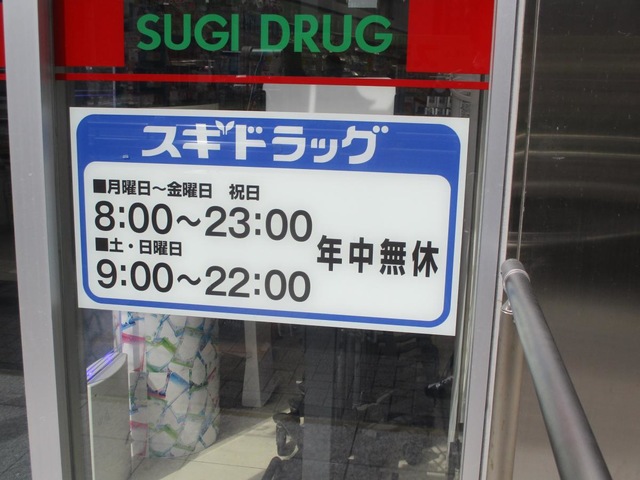 SUGI DRUG
スギドラッグ
■月曜日～金曜日 祝日
8:00～23:00
■土・日曜日
9:00～22:00
年中無休